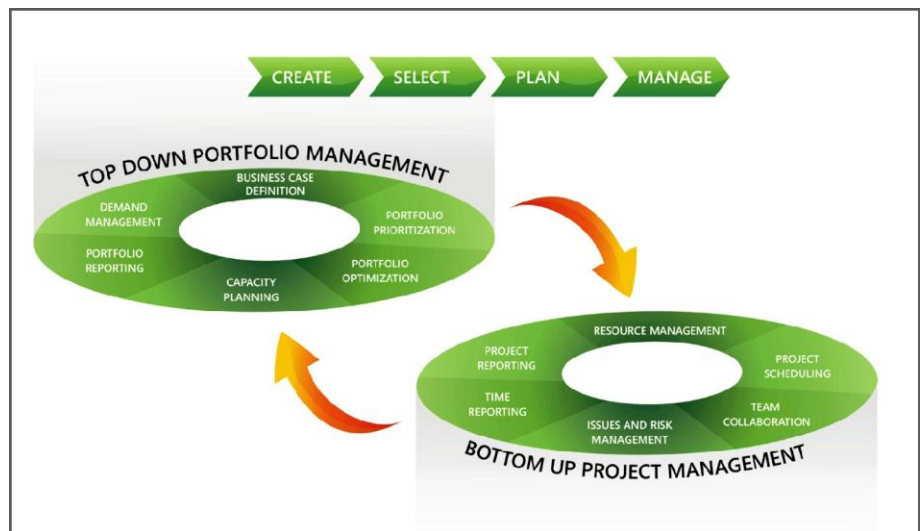 CREATE
SELECT
PLAN
MANAGE
TOP DOWN PORTFOLIO MANAGEMENT
BUSINESS CASE
DEFINITION
DEMAND
MANAGEMENT
PORTFOLIO
PRIORITIZATION
PORTFOLIO
REPORTING
PORTFOLIO
OPTIMIZATION
CAPACITY
PLANNING
RESOURCE MANAGEMENT
PROJECT
REPORTING
PROJECT
SCHEDULING
TIME
REPORTING
TEAM
COLLABORATION
ISSUES AND RISK
MANAGEMENT
BOTTOM UP PROJECT MANAGEMENT